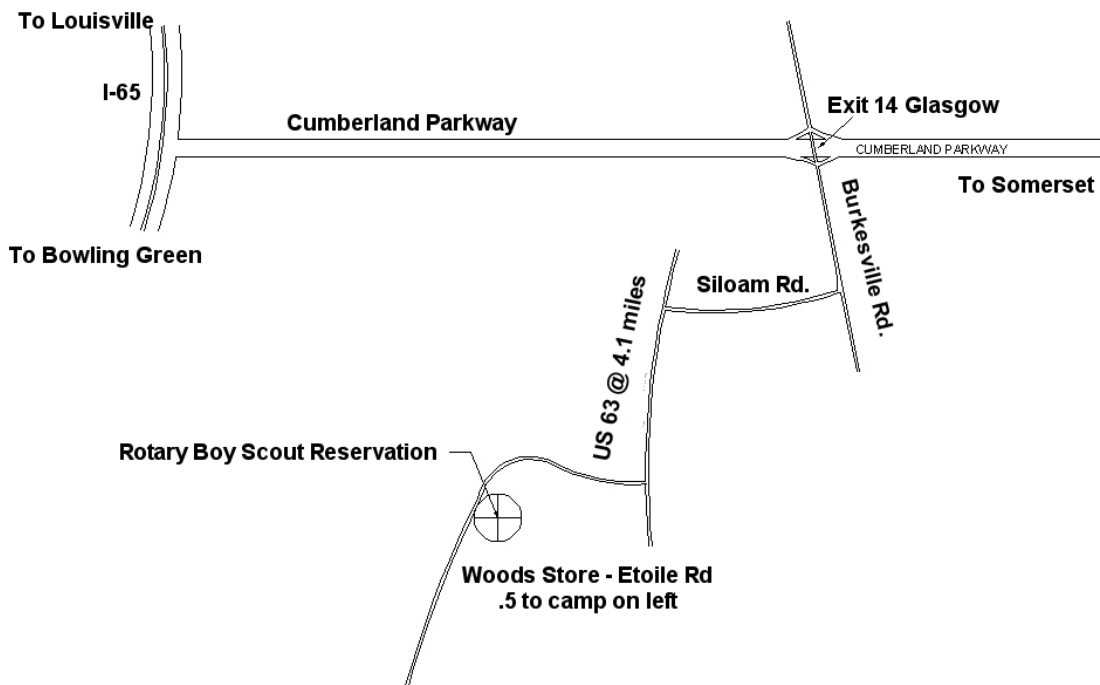 To Louisville
I-65
Cumberland Parkway
Exit 14 Glasgow
CUMBERLAND PARKWAY
To Somerset
Burkesville Rd.
To Bowling Green
Siloam Rd.
US 63 @ 4.1 miles
Rotary Boy Scout Reservation
Woods Store - Etoile Rd
.5 to camp on left